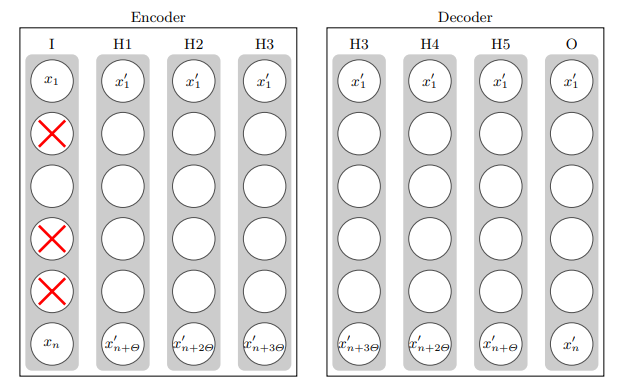 Encoder Decoder
I H1 H2 H3 H3 H4 H5 O
x₁ x′₁ x′₁ x′₁ x′₁ x′₁ x′₁ x′₁
xₙ x′ₙ₊Θ x′ₙ₊₂Θ x′ₙ₊₃Θ x′ₙ₊₃Θ x′ₙ₊₂Θ x′ₙ₊Θ x′ₙ